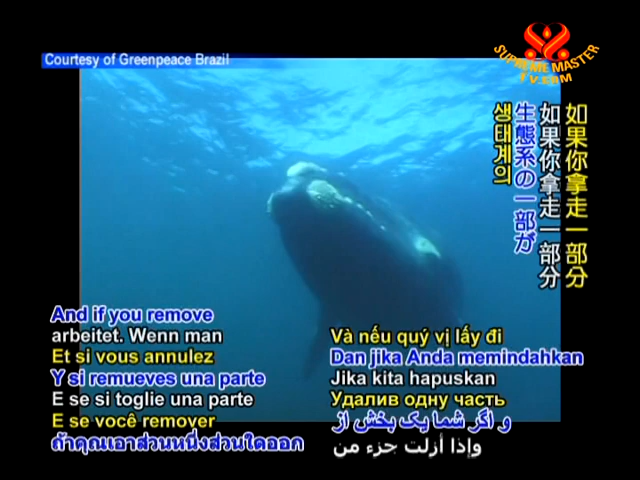 Courtesy of Greenpeace Brazil
SUPREME MASTER
TV.COM
如果你拿走一部分
如果你拿走一部分
生態系の一部が
생태계의
And if you remove
arbeitet. Wenn man
Et si vous annulez
Y si remueves una parte
E se si toglie una parte
E se você remover
ถ้าคุณเอาส่วนหนึ่งส่วนใดออก
Và nếu quý vị lấy đi
Dan jika Anda memindahkan
Jika kita hapuskan
Удалив одну часть
و اگر شما یک بخش از
وإذا أزلت جزء من